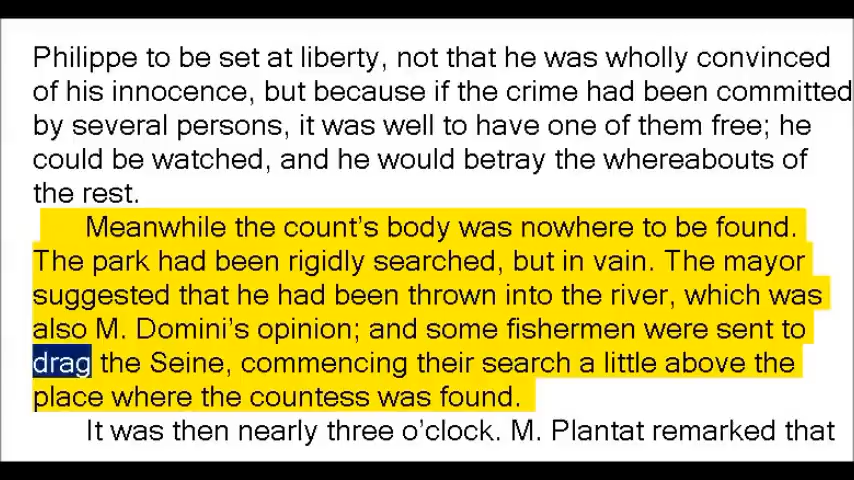 Philippe to be set at liberty, not that he was wholly convinced
of his innocence, but because if the crime had been committed
by several persons, it was well to have one of them free; he
could be watched, and he would betray the whereabouts of
the rest.
Meanwhile the count's body was nowhere to be found.
The park had been rigidly searched, but in vain. The mayor
suggested that he had been thrown into the river, which was
also M. Domini's opinion; and some fishermen were sent to
drag the Seine, commencing their search a little above the
place where the countess was found.
It was then nearly three o'clock. M. Plantat remarked that